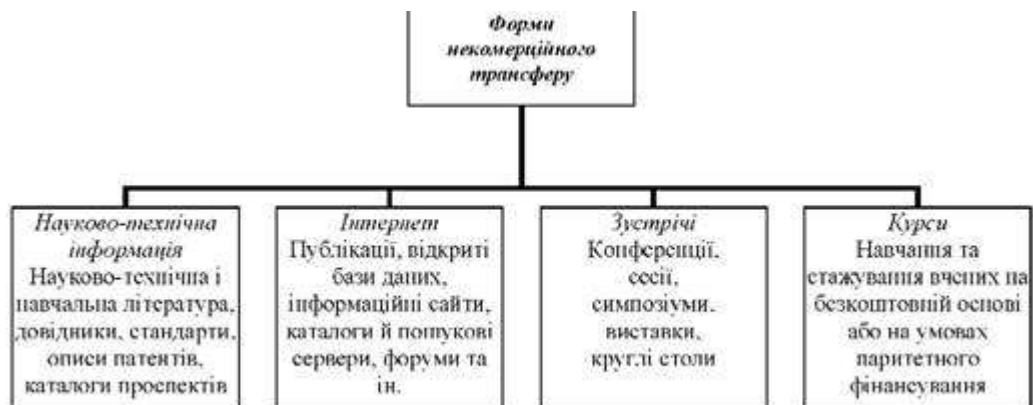 Форми
некомерційного
трансферу
Науково-технічна
інформація
Науково-технічна і
навчальна література,
довідники, стандарти,
описи патентів,
каталоги проспектів
Інтернет
Публікації, відкриті
бази даних,
інформаційні сайти,
каталоги й пошукові
сервери, форуми та
ін.
Зустрічі
Конференції,
сесії,
симпозіуми,
виставки,
круглі столи
Курси
Навчання та
стажування вчених на
безкоштовній основі
або на умовах
паритетного
фінансування